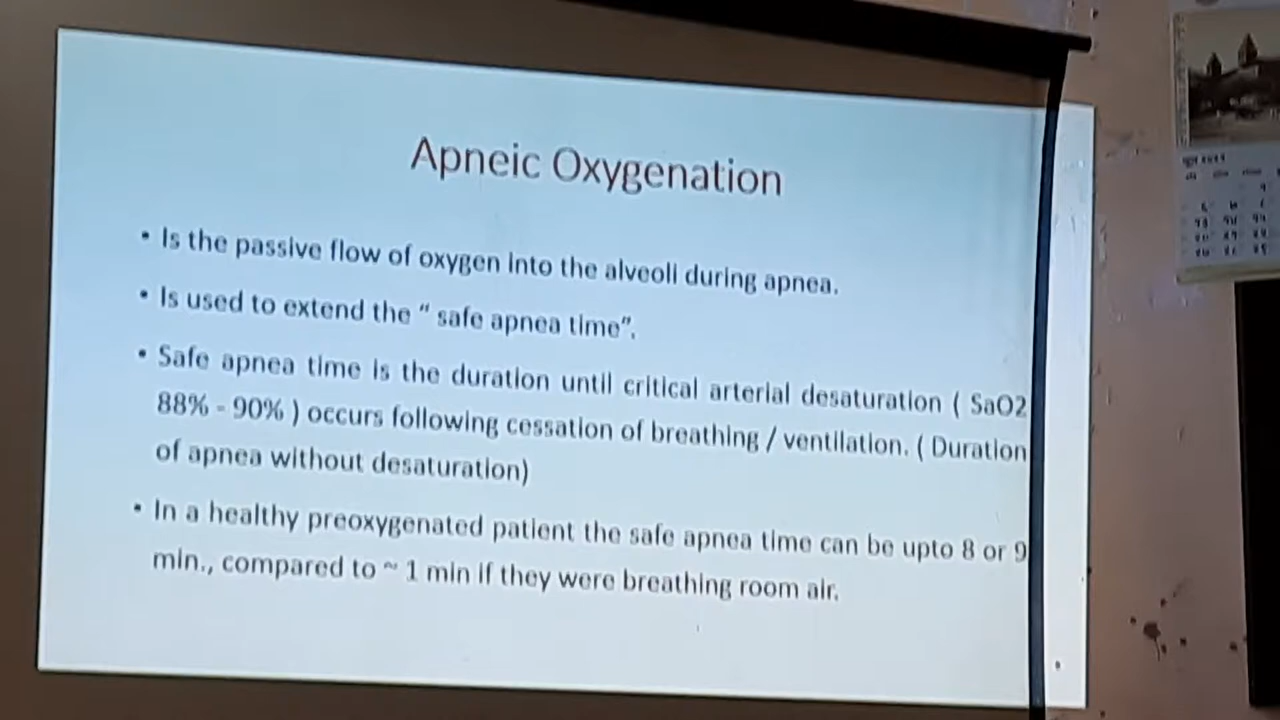 Apneic Oxygenation
• Is the passive flow of oxygen into the alveoli during apnea.
• Is used to extend the “ safe apnea time”.
• Safe apnea time is the duration until critical arterial desaturation ( SaO2
88% - 90% ) occurs following cessation of breathing / ventilation. ( Duration
of apnea without desaturation)
• In a healthy preoxygenated patient the safe apnea time can be upto 8 or 9
min., compared to ~ 1 min if they were breathing room air.